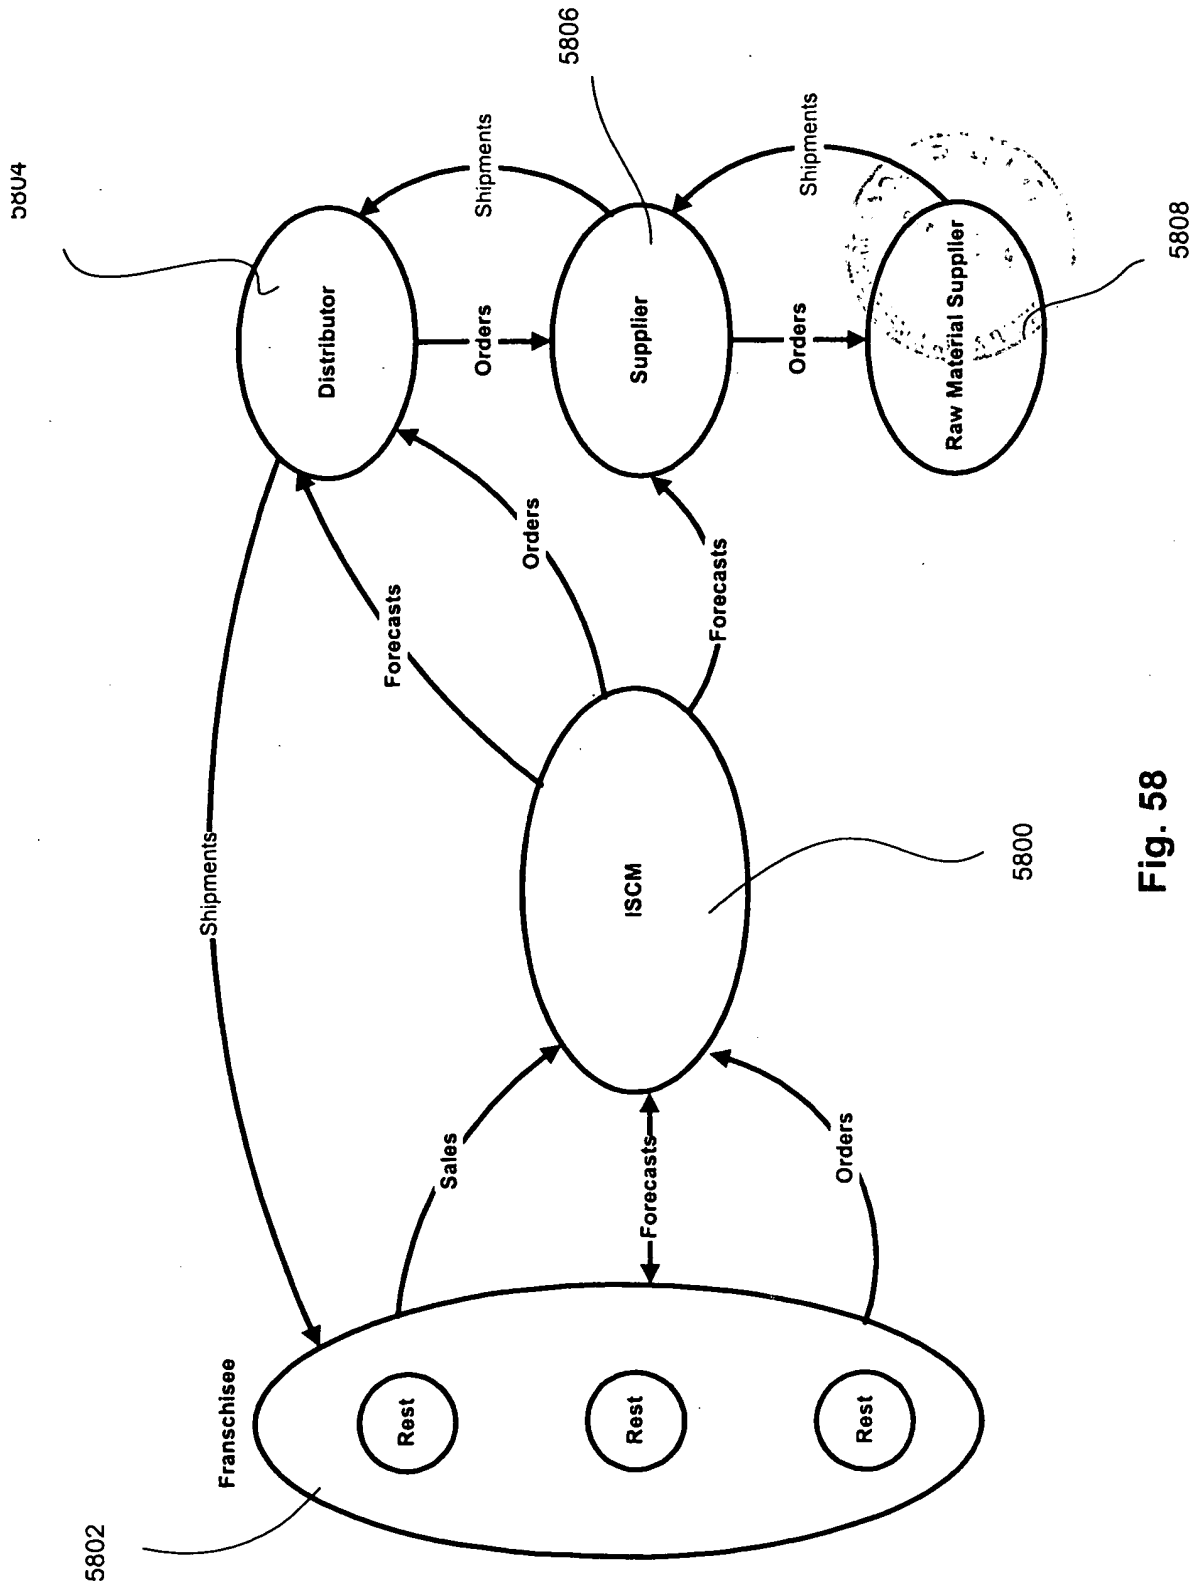 5802
Franschisee
Rest
Rest
Rest
Shipments
Sales
Forecasts
Orders
ISCM
5800
Forecasts
Orders
Forecasts
5804
Distributor
Orders
Shipments
Supplier
5806
Orders
Shipments
Raw Material Supplier
5808
Fig. 58